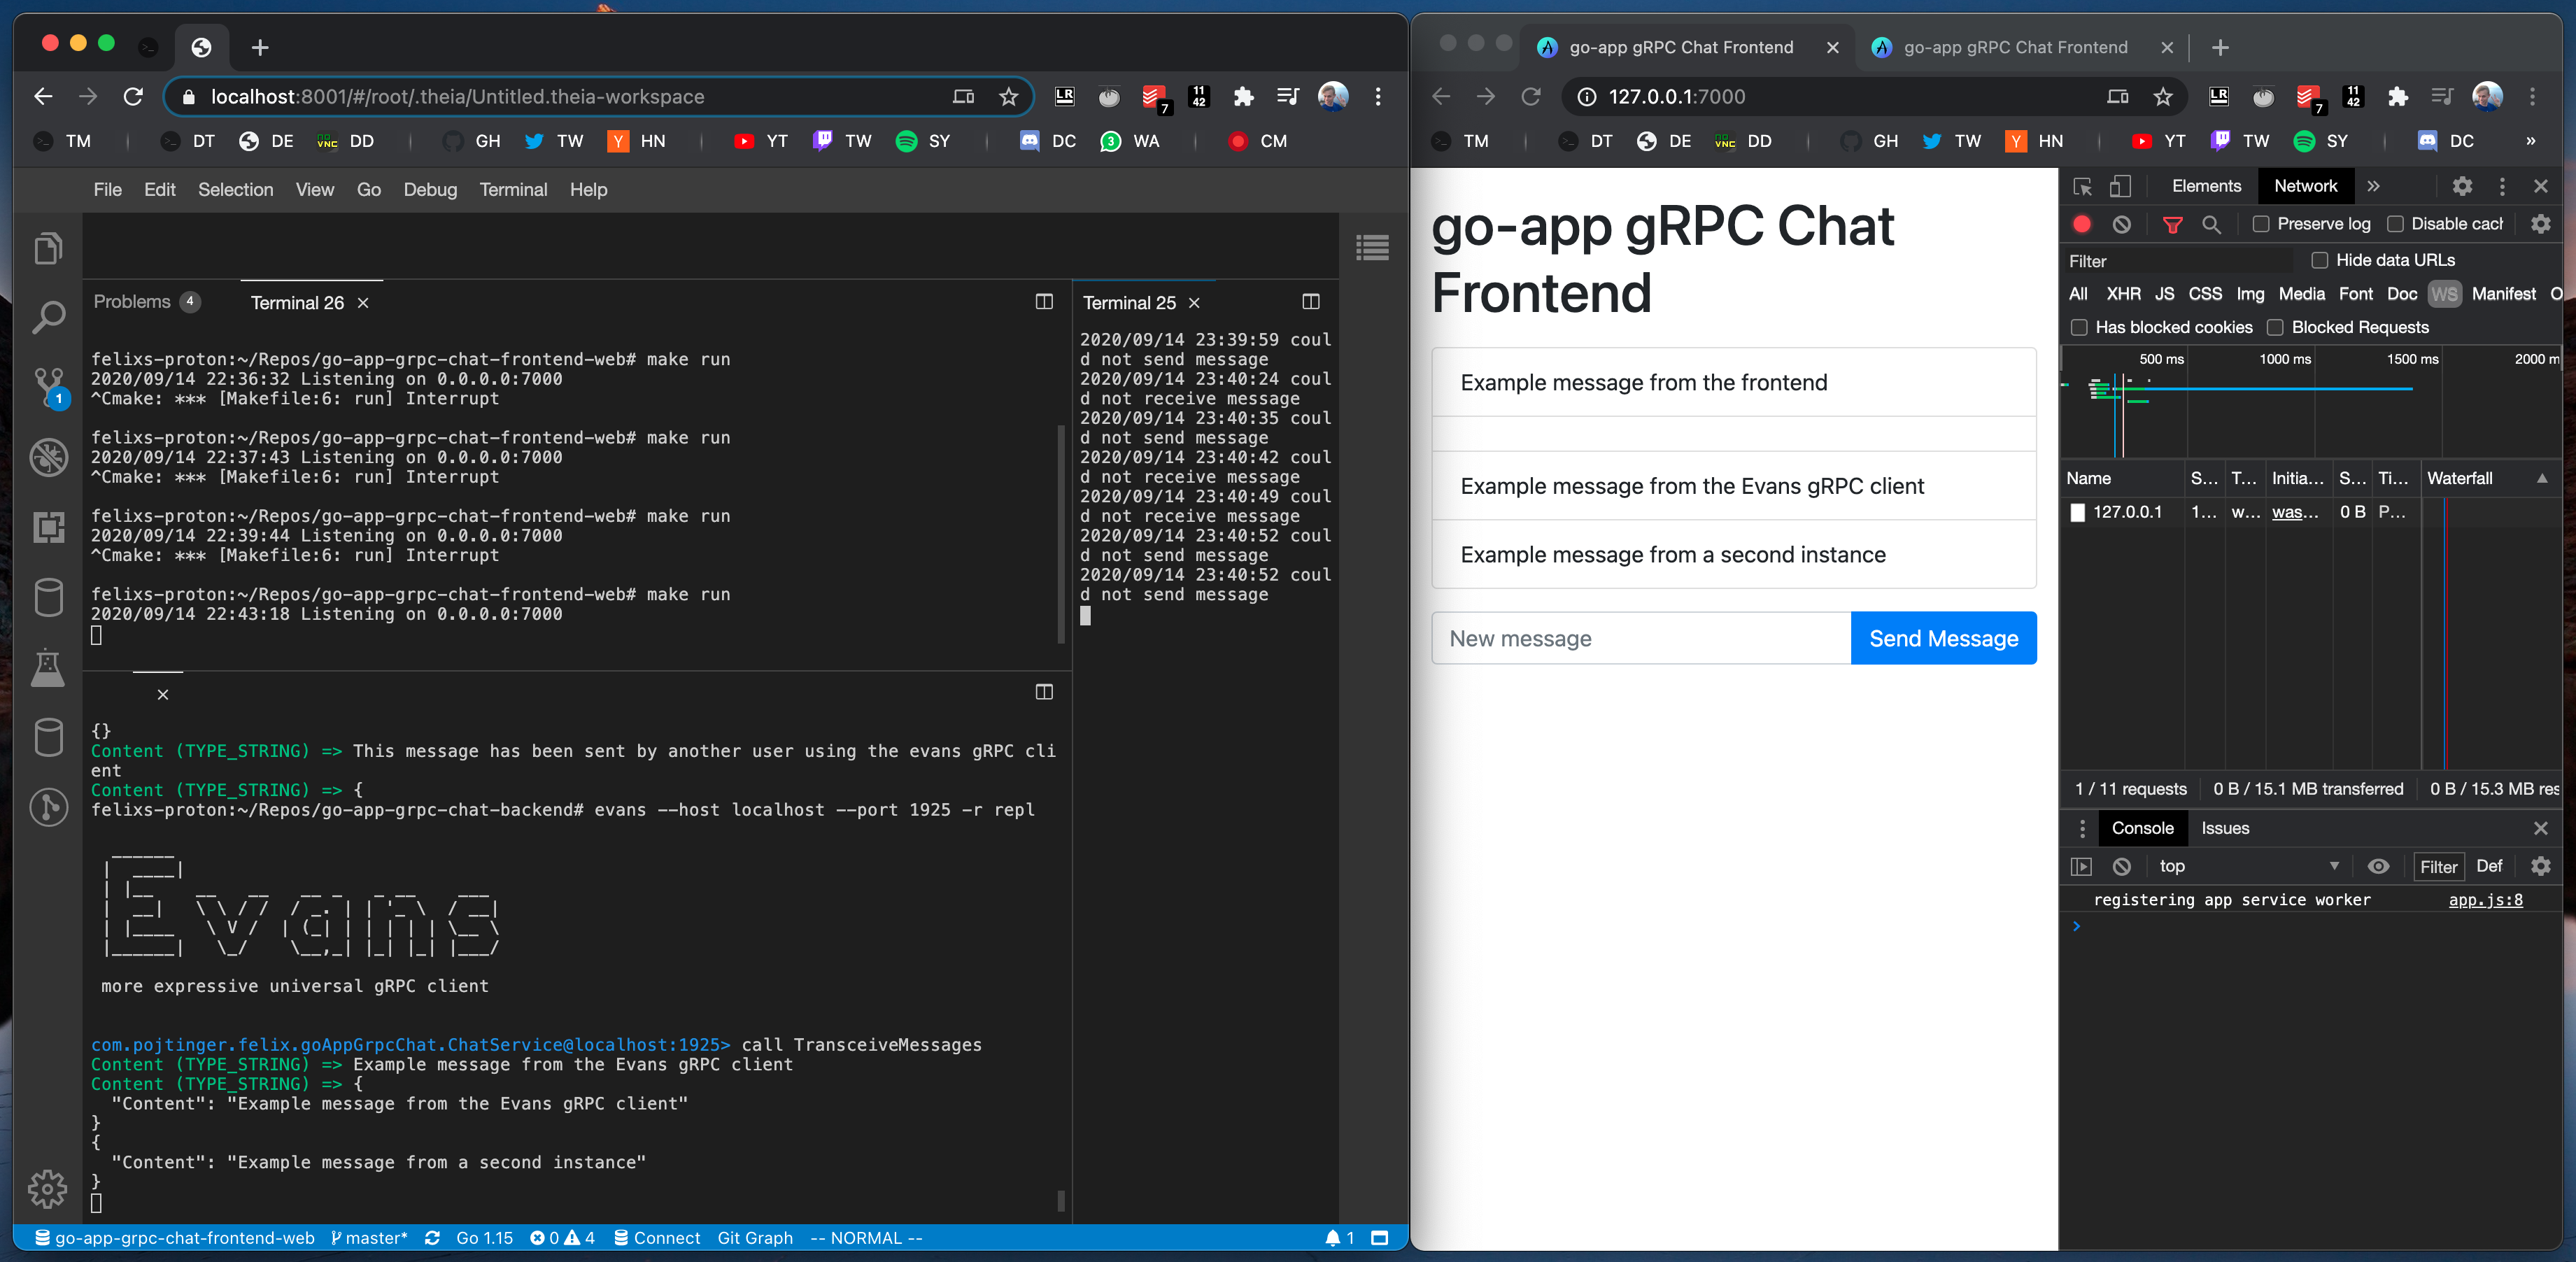 localhost:8001/#/root/.theia/Untitled.theia-workspace
7
11
42
TM DT DE DD GH TW HN YT TW SY DC 3 WA CM
File Edit Selection View Go Debug Terminal Help
Problems 4 Terminal 26
felixs-proton:~/Repos/go-app-grpc-chat-frontend-web# make run
2020/09/14 22:36:32 Listening on 0.0.0.0:7000
^Cmake: *** [Makefile:6: run] Interrupt
felixs-proton:~/Repos/go-app-grpc-chat-frontend-web# make run
2020/09/14 22:37:43 Listening on 0.0.0.0:7000
^Cmake: *** [Makefile:6: run] Interrupt
felixs-proton:~/Repos/go-app-grpc-chat-frontend-web# make run
2020/09/14 22:39:44 Listening on 0.0.0.0:7000
^Cmake: *** [Makefile:6: run] Interrupt
felixs-proton:~/Repos/go-app-grpc-chat-frontend-web# make run
2020/09/14 22:43:18 Listening on 0.0.0.0:7000
Terminal 25
2020/09/14 23:39:59 coul
d not send message
2020/09/14 23:40:24 coul
d not receive message
2020/09/14 23:40:35 coul
d not send message
2020/09/14 23:40:42 coul
d not receive message
2020/09/14 23:40:49 coul
d not receive message
2020/09/14 23:40:52 coul
d not send message
2020/09/14 23:40:52 coul
d not send message
1
{}
Content (TYPE_STRING) => This message has been sent by another user using the evans gRPC cli
ent
Content (TYPE_STRING) => {
felixs-proton:~/Repos/go-app-grpc-chat-backend# evans --host localhost --port 1925 -r repl
Evans
more expressive universal gRPC client
com.pojtinger.felix.goAppGrpcChat.ChatService@localhost:1925> call TransceiveMessages
Content (TYPE_STRING) => Example message from the Evans gRPC client
Content (TYPE_STRING) => {
"Content": "Example message from the Evans gRPC client"
}
{
"Content": "Example message from a second instance"
}
go-app-grpc-chat-frontend-web master* Go 1.15 0 4 Connect Git Graph -- NORMAL -- 1
go-app gRPC Chat Frontend go-app gRPC Chat Frontend
127.0.0.1:7000
LR
7
11
42
TM DT DE DD GH TW HN YT TW SY DC »
go-app gRPC Chat
Frontend
Example message from the frontend
Example message from the Evans gRPC client
Example message from a second instance
New message Send Message
Elements Network »
Preserve log Disable cach
Filter Hide data URLs
All XHR JS CSS Img Media Font Doc WS Manifest O
Has blocked cookies Blocked Requests
500 ms 1000 ms 1500 ms 2000 m
Name S... T... Initia... S... Ti... Waterfall
127.0.0.1 1... w... was... 0 B P...
1 / 11 requests 0 B / 15.1 MB transferred 0 B / 15.3 MB res
Console Issues
top Filter Def
registering app service worker app.js:8
>